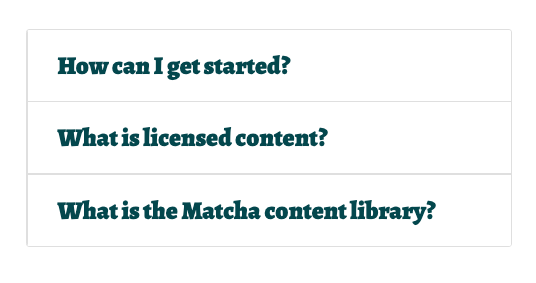 How can I get started?
What is licensed content?
What is the Matcha content library?